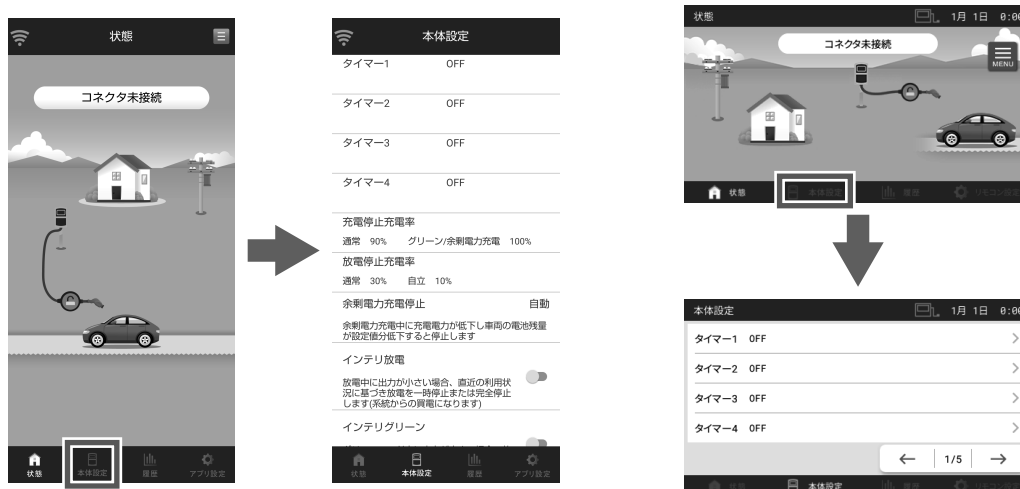 状態
コネクタ未接続
状態
本体設定
履歴
アプリ設定
本体設定
タイマー1 OFF
タイマー2 OFF
タイマー3 OFF
タイマー4 OFF
充電停止充電率
通常 90% グリーン/余剰電力充電 100%
放電停止充電率
通常 30% 自立 10%
余剰電力充電停止 自動
余剰電力充電中に充電電力が低下し車両の電池残量
が設定値分低下すると停止します
インテリ放電
放電中に出力が小さい場合、直近の利用状
況に基づき放電を一時停止または完全停止
します(系統からの買電になります)
インテリグリーン
状態
本体設定
履歴
アプリ設定
状態 1月 1日 0:00
コネクタ未接続
MENU
状態
本体設定
履歴
リモコン設定
本体設定 1月 1日 0:00
タイマー1 OFF
タイマー2 OFF
タイマー3 OFF
タイマー4 OFF
← 1/5 →
状態
本体設定
履歴
リモコン設定